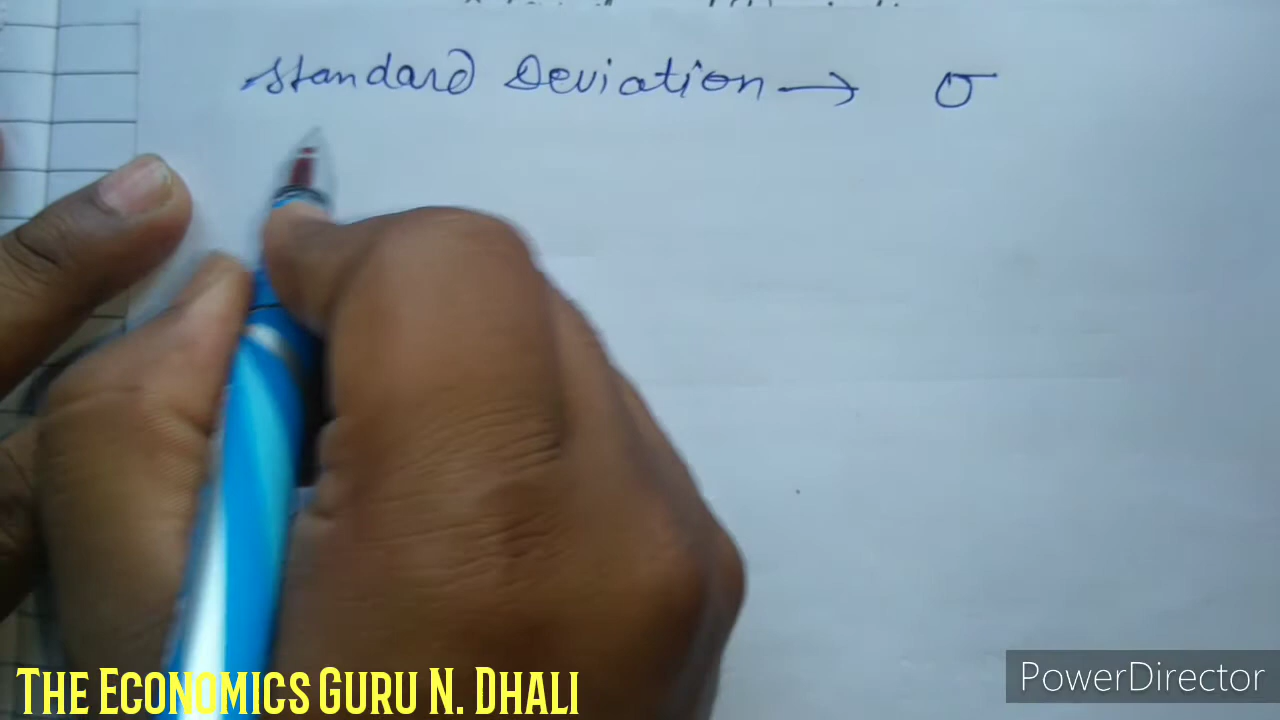 standard Deviation → σ
THE ECONOMICS GURU N. DHALI
PowerDirector